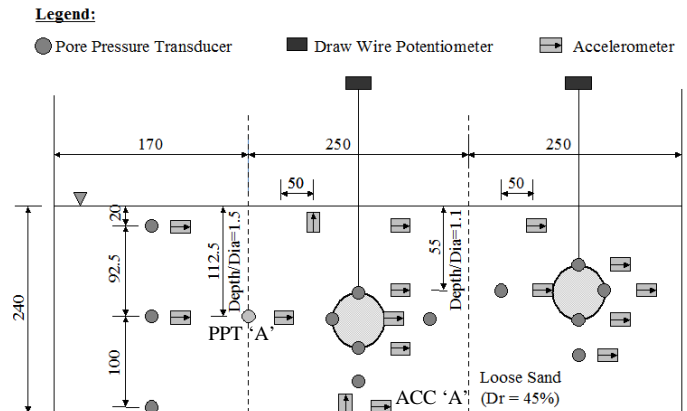 Legend:
Pore Pressure Transducer
Draw Wire Potentiometer
Accelerometer
170
250
250
50
50
20
92.5
112.5
Depth/Dia=1.5
55
Depth/Dia=1.1
240
PPT ‘A’
100
Loose Sand
(Dr = 45%)
ACC ‘A’